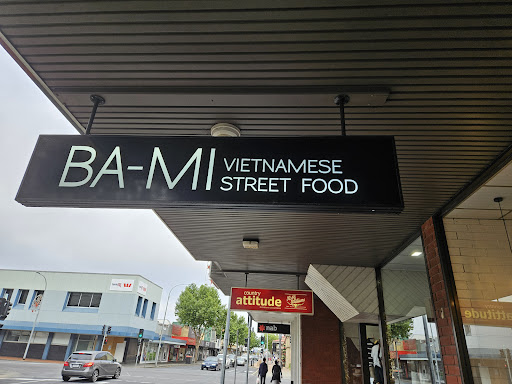 BA-MI
VIETNAMESE
STREET FOOD
country
attitude
nab